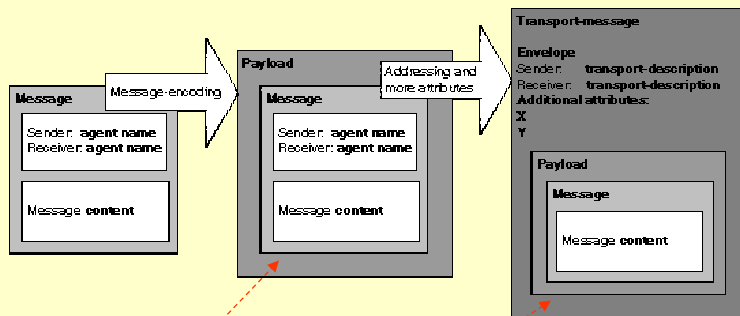 Message
Sender: agent name
Receiver: agent name
Message content
Message-encoding
Payload
Message
Sender: agent name
Receiver: agent name
Message content
Addressing and
more attributes
Transport-message
Envelope
Sender: transport-description
Receiver: transport-description
Additional attributes:
X
Y
Payload
Message
Message content